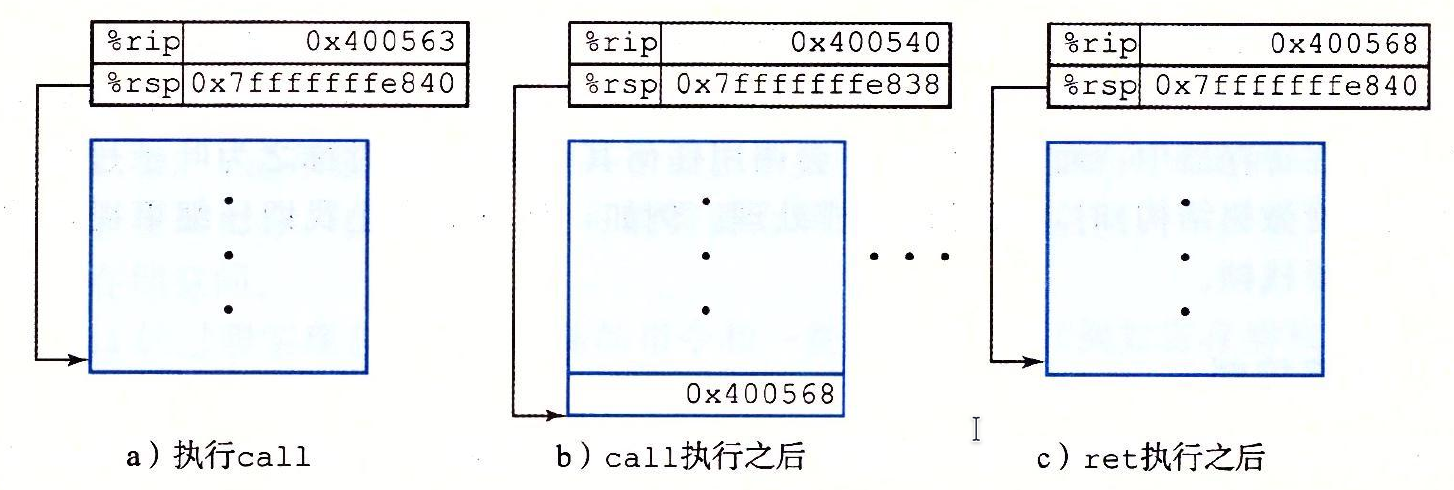 %rip 0x400563
%rsp 0x7fffffffe840
a）执行call
%rip 0x400540
%rsp 0x7fffffffe838
0x400568
b）call执行之后
%rip 0x400568
%rsp 0x7fffffffe840
c）ret执行之后